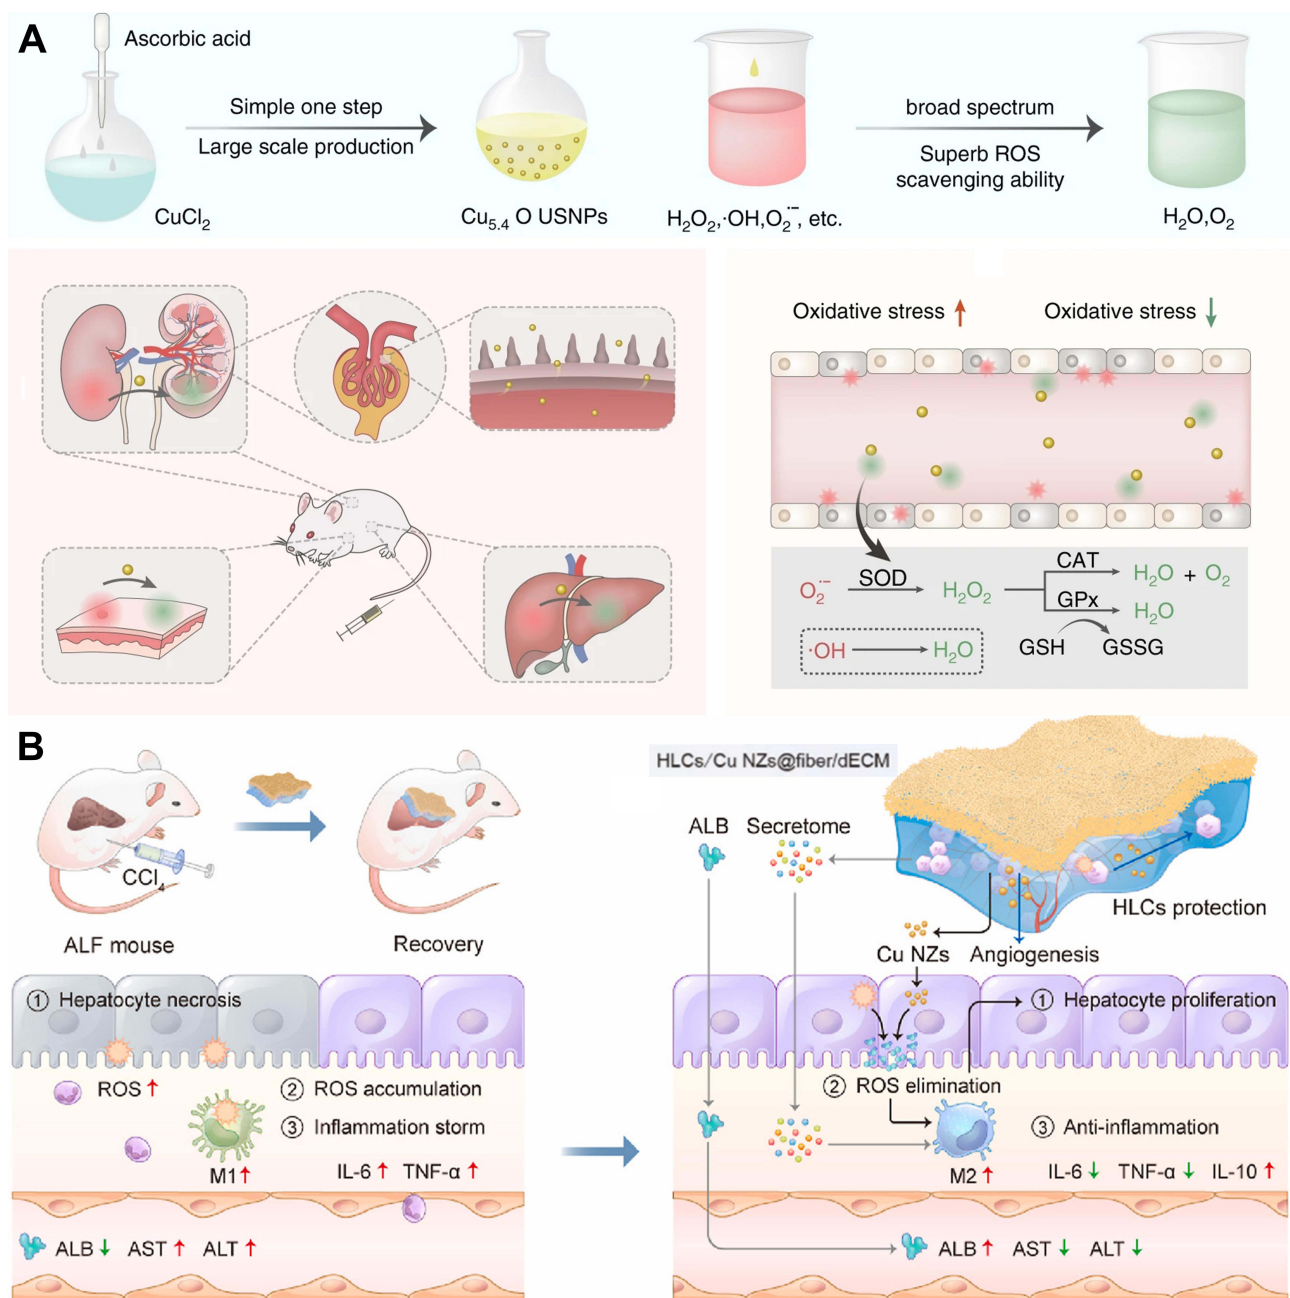 A
Ascorbic acid
CuCl₂
Simple one step
Large scale production
Cu₅.₄ O USNPs
H₂O₂,·OH,O₂·⁻, etc.
broad spectrum
Superb ROS
scavenging ability
H₂O,O₂
Oxidative stress ↑
Oxidative stress ↓
O₂·⁻
SOD
H₂O₂
CAT
H₂O + O₂
GPx
H₂O
GSH
GSSG
·OH
H₂O
B
CCl₄
ALF mouse
Recovery
① Hepatocyte necrosis
ROS ↑
② ROS accumulation
③ Inflammation storm
M1 ↑
IL-6 ↑
TNF-α ↑
ALB ↓
AST ↑
ALT ↑
HLCs/Cu NZs@fiber/dECM
ALB
Secretome
HLCs protection
Cu NZs
Angiogenesis
① Hepatocyte proliferation
② ROS elimination
③ Anti-inflammation
M2 ↑
IL-6 ↓
TNF-α ↓
IL-10 ↑
ALB ↑
AST ↓
ALT ↓